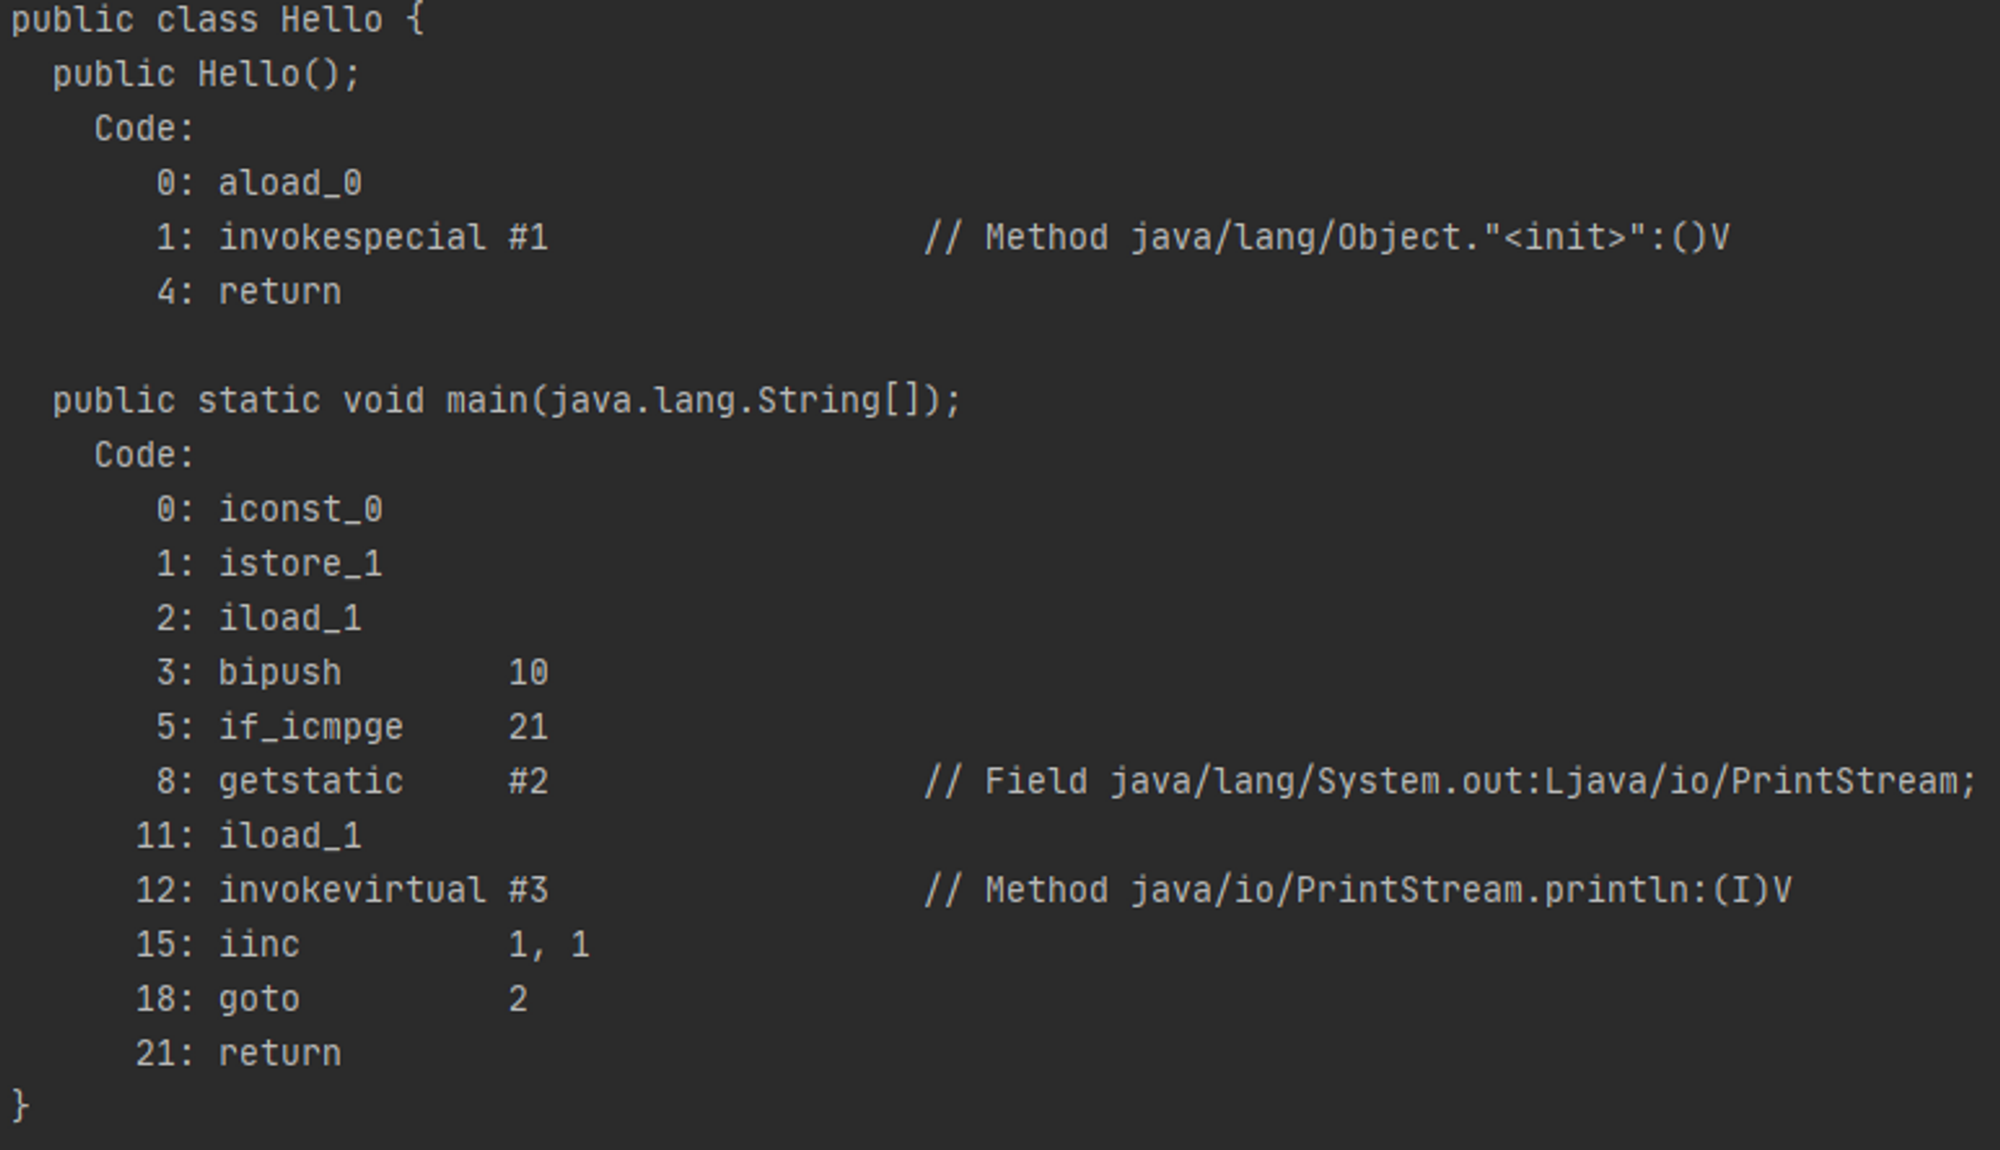 public class Hello {
  public Hello();
    Code:
       0: aload_0
       1: invokespecial #1                  // Method java/lang/Object."<init>":()V
       4: return

  public static void main(java.lang.String[]);
    Code:
       0: iconst_0
       1: istore_1
       2: iload_1
       3: bipush        10
       5: if_icmpge     21
       8: getstatic     #2                  // Field java/lang/System.out:Ljava/io/PrintStream;
      11: iload_1
      12: invokevirtual #3                  // Method java/io/PrintStream.println:(I)V
      15: iinc          1, 1
      18: goto          2
      21: return
}